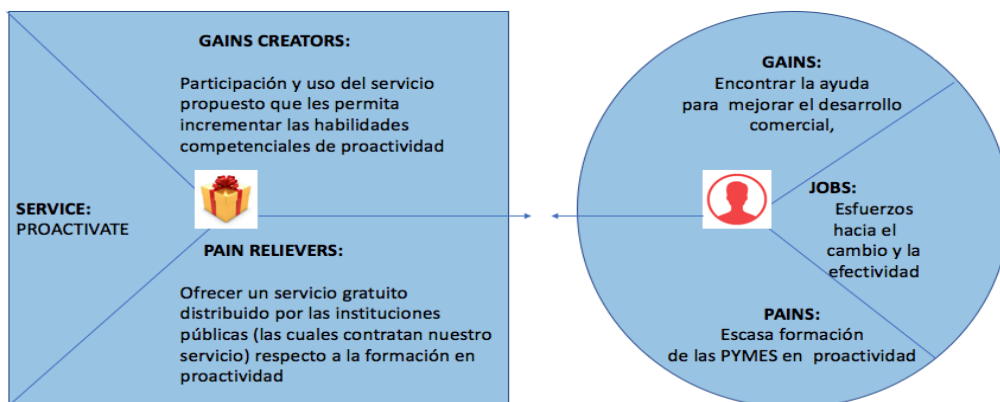 GAINS CREATORS:
Participación y uso del servicio
propuesto que les permita
incrementar las habilidades
competenciales de proactividad
SERVICE:
PROACTIVATE
PAIN RELIEVERS:
Ofrecer un servicio gratuito
distribuido por las instituciones
públicas (las cuales contratan nuestro
servicio) respecto a la formación en
proactividad
GAINS:
Encontrar la ayuda
para mejorar el desarrollo
comercial,
JOBS:
Esfuerzos
hacia el
cambio y la
efectividad
PAINS:
Escasa formación
de las PYMES en proactividad